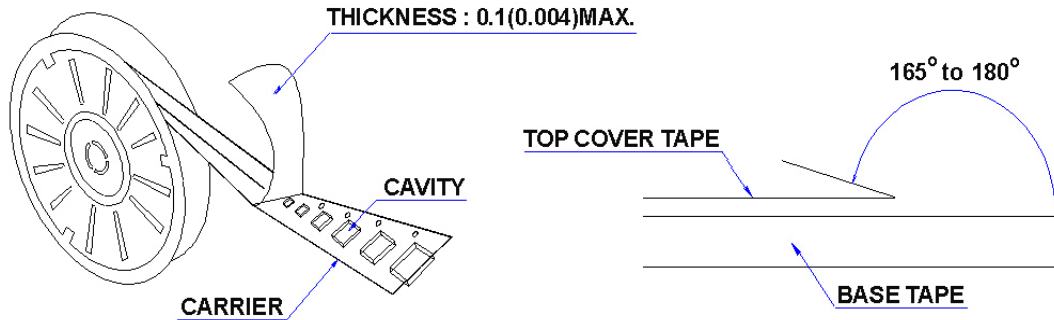 THICKNESS : 0.1(0.004)MAX.
CAVITY
CARRIER
165° to 180°
TOP COVER TAPE
BASE TAPE